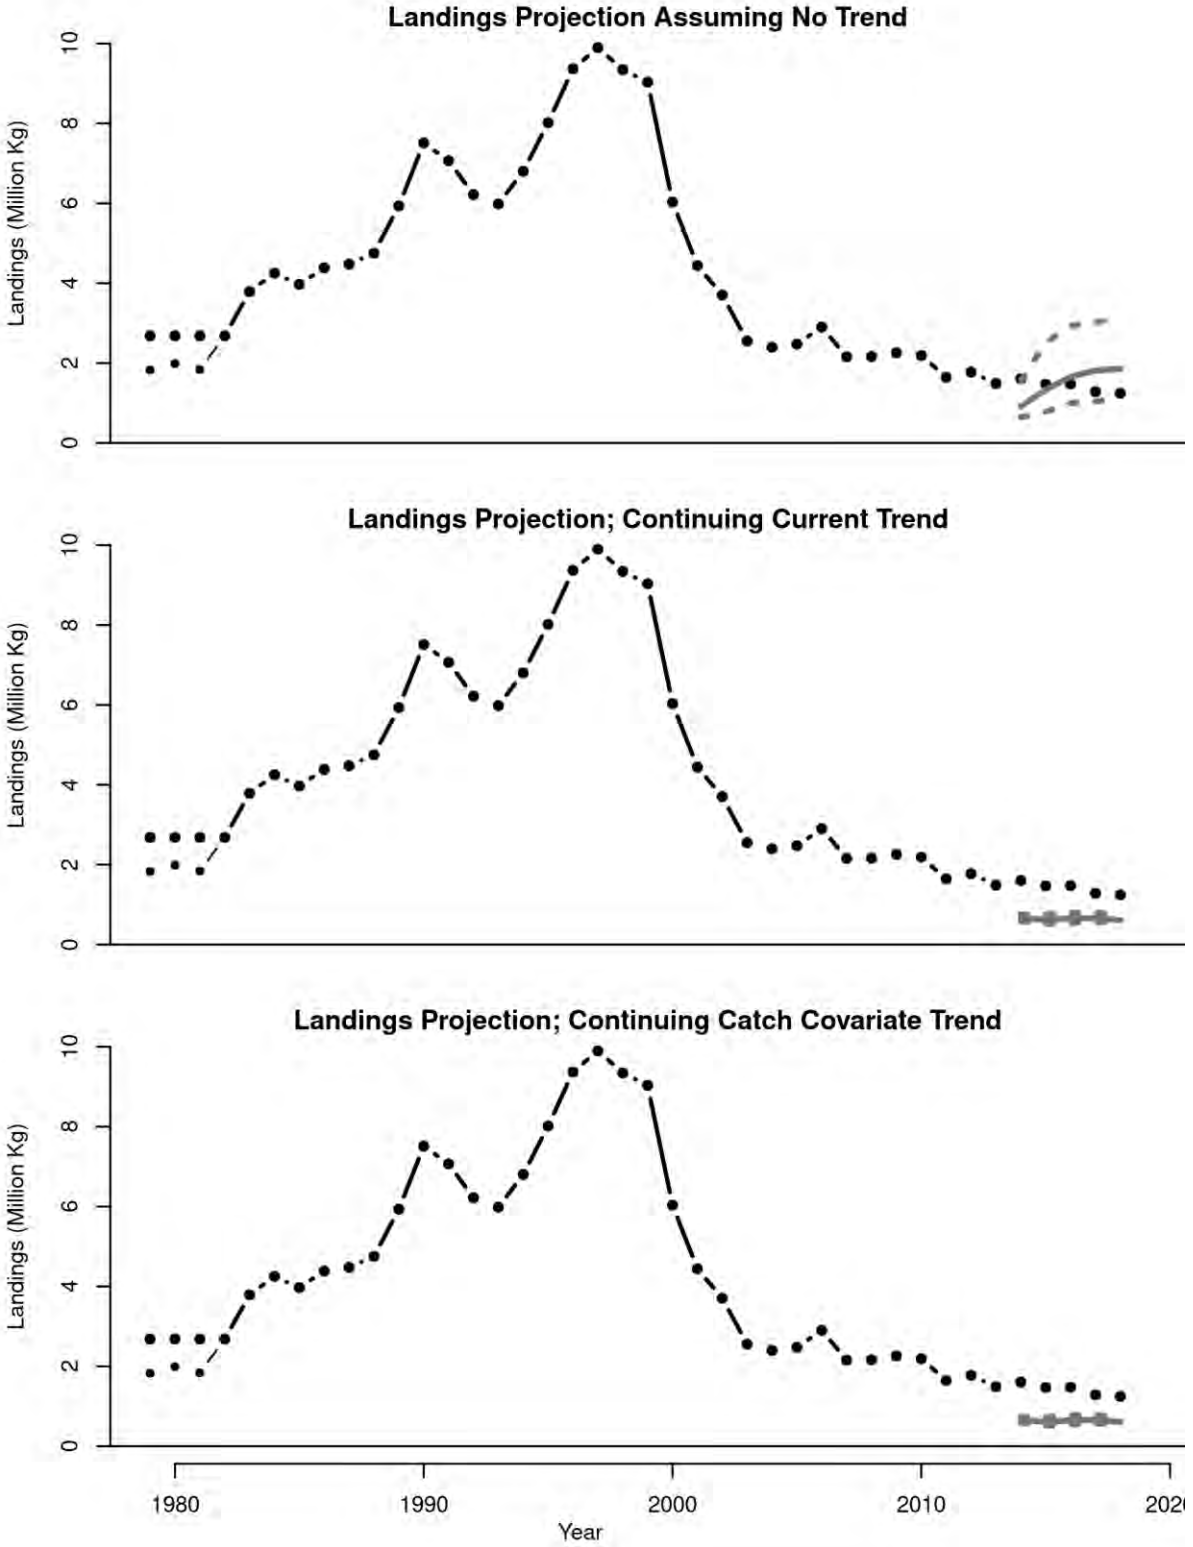 Landings Projection Assuming No Trend
Landings (Million Kg)
10
8
6
4
2
0
Landings Projection; Continuing Current Trend
Landings (Million Kg)
10
8
6
4
2
0
Landings Projection; Continuing Catch Covariate Trend
Landings (Million Kg)
10
8
6
4
2
0
1980 1990 2000 2010 2020
Year